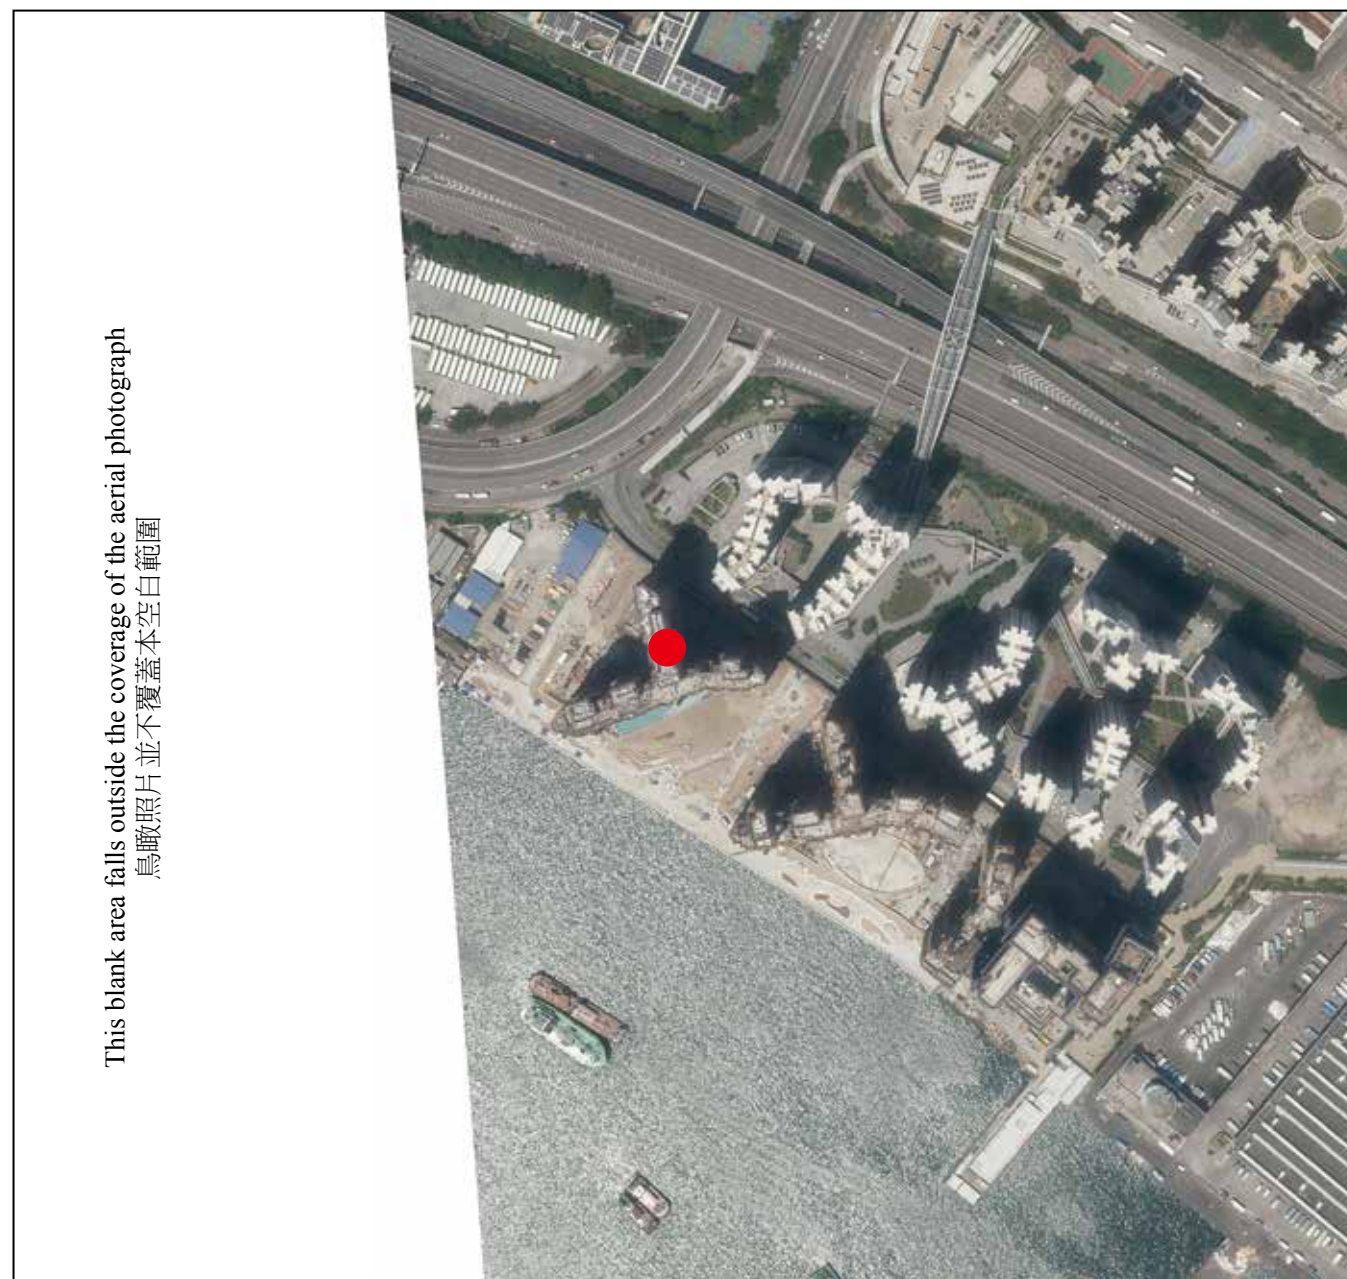 This blank area falls outside the coverage of the aerial photograph
鳥瞰照片並不覆蓋本空白範圍